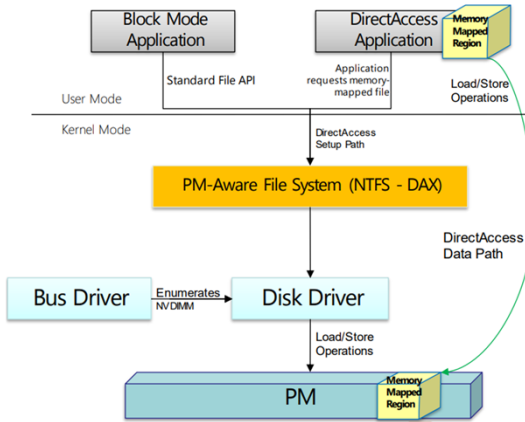 Block Mode
Application
DirectAccess
Application
Memory
Mapped
Region
Standard File API
Application
requests memory-
mapped file
Load/Store
Operations
User Mode
Kernel Mode
DirectAccess
Setup Path
PM-Aware File System (NTFS - DAX)
DirectAccess
Data Path
Bus Driver
Enumerates
NVDIMM
Disk Driver
Load/Store
Operations
PM
Memory
Mapped
Region